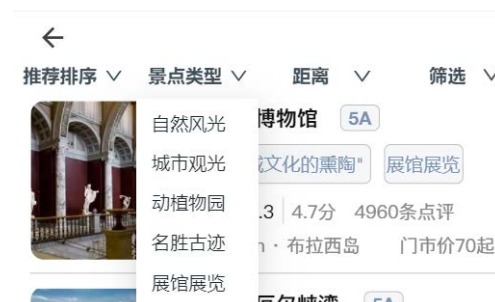 推荐排序 景点类型 距离 筛选
自然风光
城市观光
动植物园
名胜古迹
展馆展览
博物馆 5A
文化的熏陶" 展馆展览
.3 4.7分 4960条点评
· 布拉西岛 门市价70起
5A